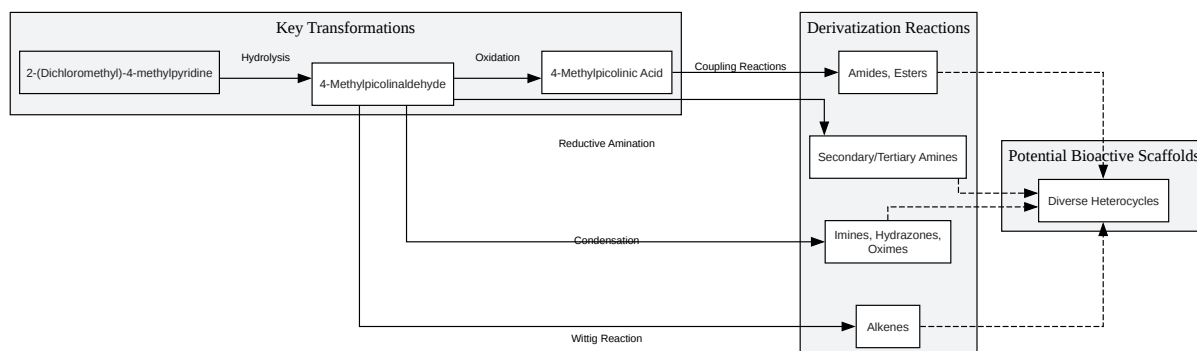 Key Transformations
Derivatization Reactions
2-(Dichloromethyl)-4-methylpyridine
Hydrolysis
4-Methylpicolinaldehyde
Oxidation
4-Methylpicolinic Acid
Coupling Reactions
Amides, Esters
Reductive Amination
Secondary/Tertiary Amines
Potential Bioactive Scaffolds
Diverse Heterocycles
Condensation
Imines, Hydrazones,
Oximes
Wittig Reaction
Alkenes